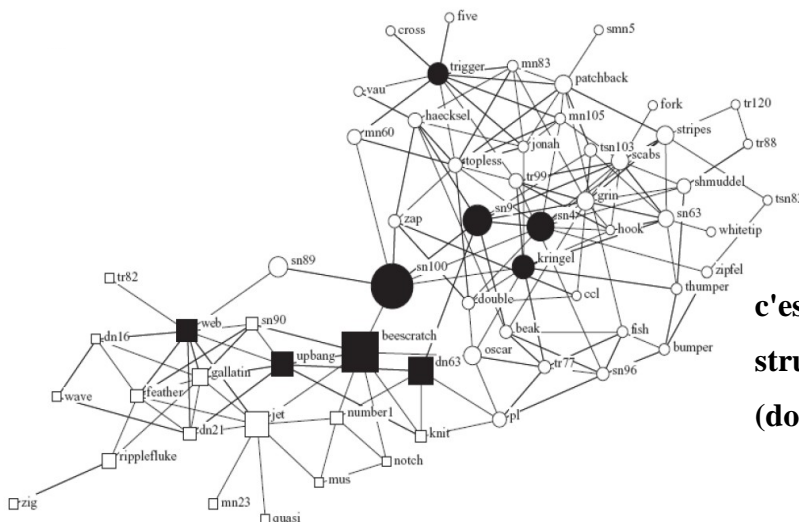 five
cross
smn5
trigger
mn83
patchback
vau
fork
tr120
haecksel
mn105
stripes
mn60
jonah
tsn103
scabs
tr88
topless
tr99
shmuddel
grin
tsn83
sn9
sn4
sn63
zap
hook
whitetip
sn89
sn100
kringel
zipfel
tr82
double
ccl
thumper
web
sn90
beescratch
c'es
dn16
upbang
dn63
oscar
beak
fish
stru
gallatin
tr77
sn96
bumper
wave
feather
jet
number1
pl
(do
dn21
knit
ripplefluke
notch
mus
zig
mn23
quasi